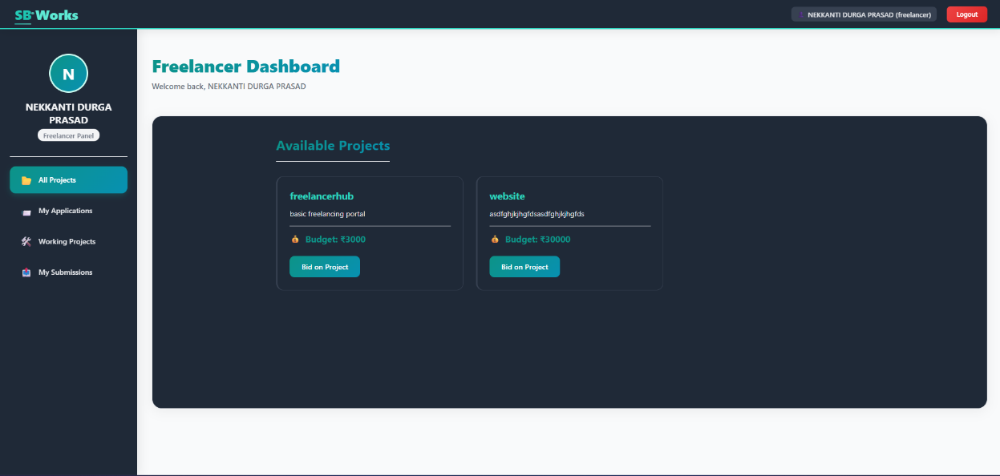 SB Works
NEKKANTI DURGA PRASAD (freelancer)
Logout
N
NEKKANTI DURGA
PRASAD
Freelancer Panel
All Projects
My Applications
Working Projects
My Submissions
Freelancer Dashboard
Welcome back, NEKKANTI DURGA PRASAD
Available Projects
freelancerhub
basic freelancing portal
Budget: ₹3000
Bid on Project
website
asdfghjkjhgfdsasdfghjkjhgfds
Budget: ₹30000
Bid on Project